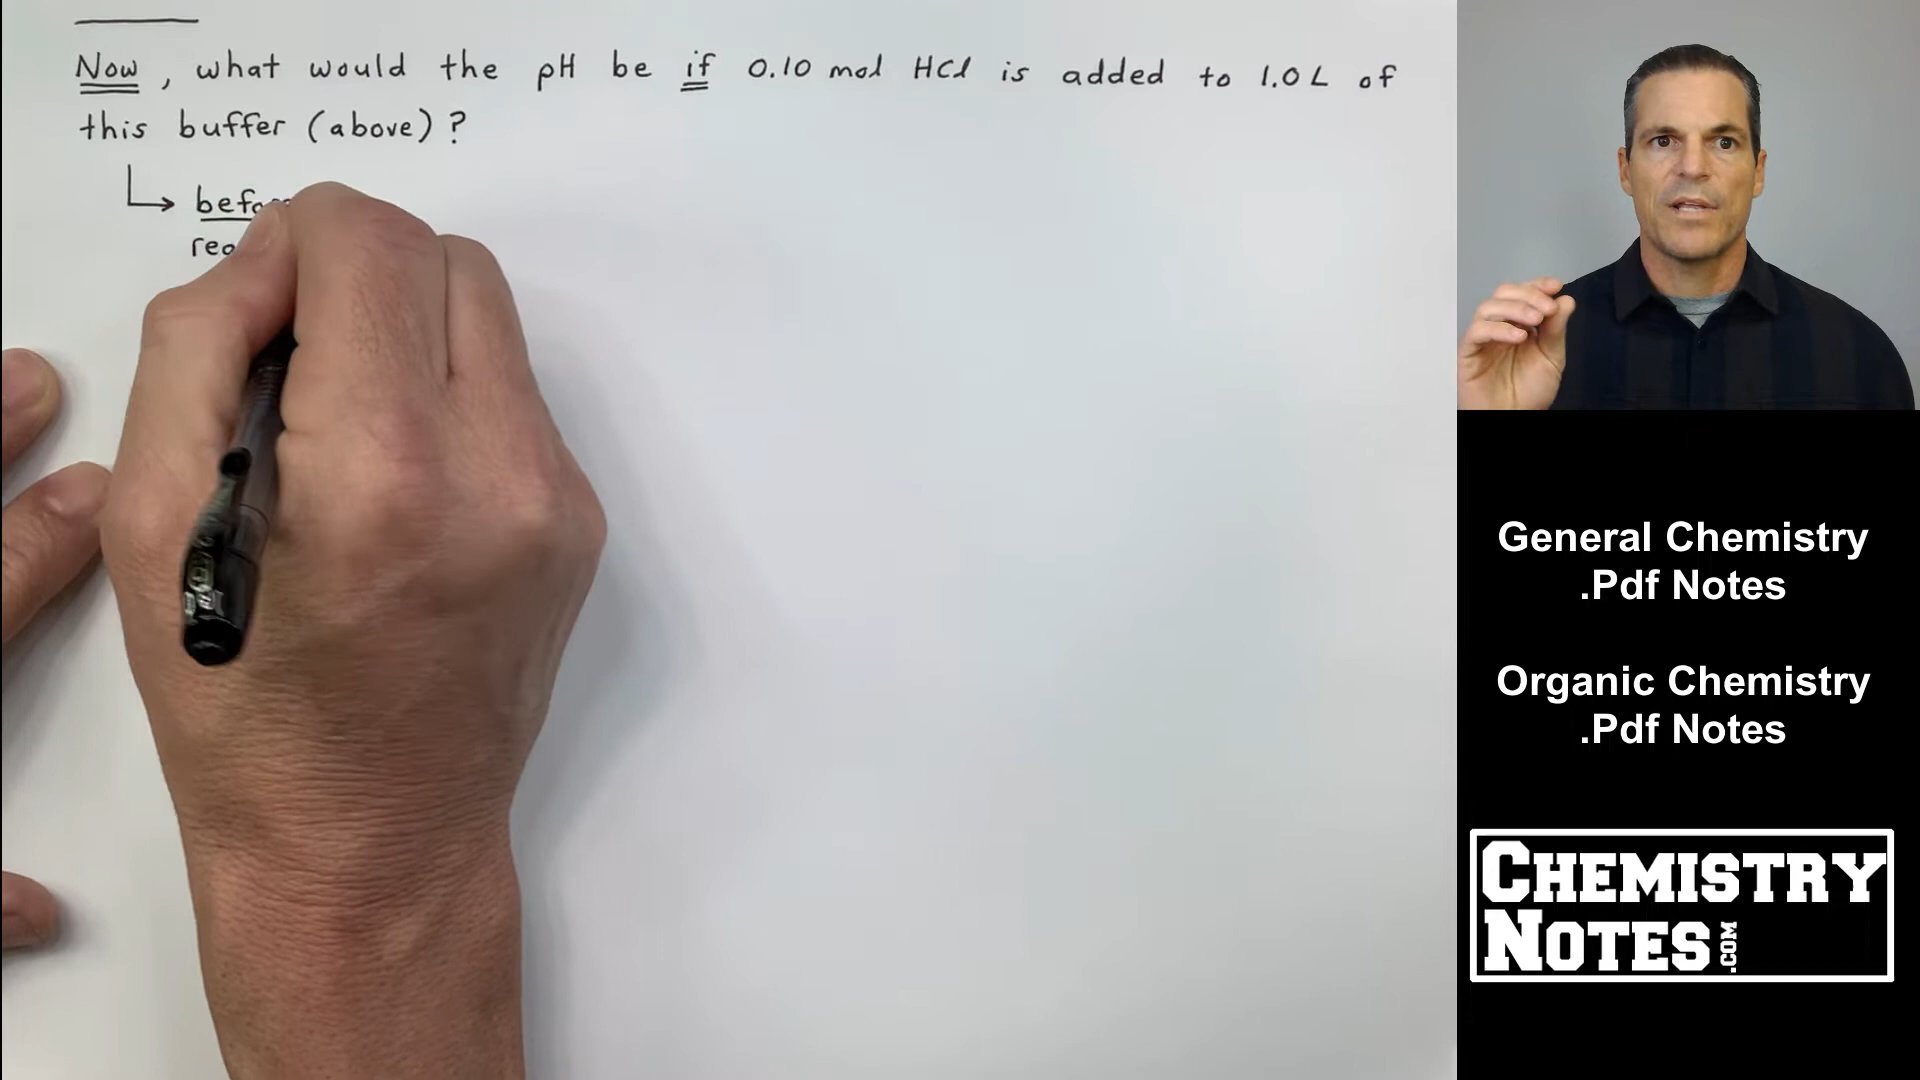 Now, what would the pH be if 0.10 mol HCl is added to 1.0 L of
this buffer (above)?
↳ before
General Chemistry
.Pdf Notes
Organic Chemistry
.Pdf Notes
CHEMISTRY
NOTES.COM